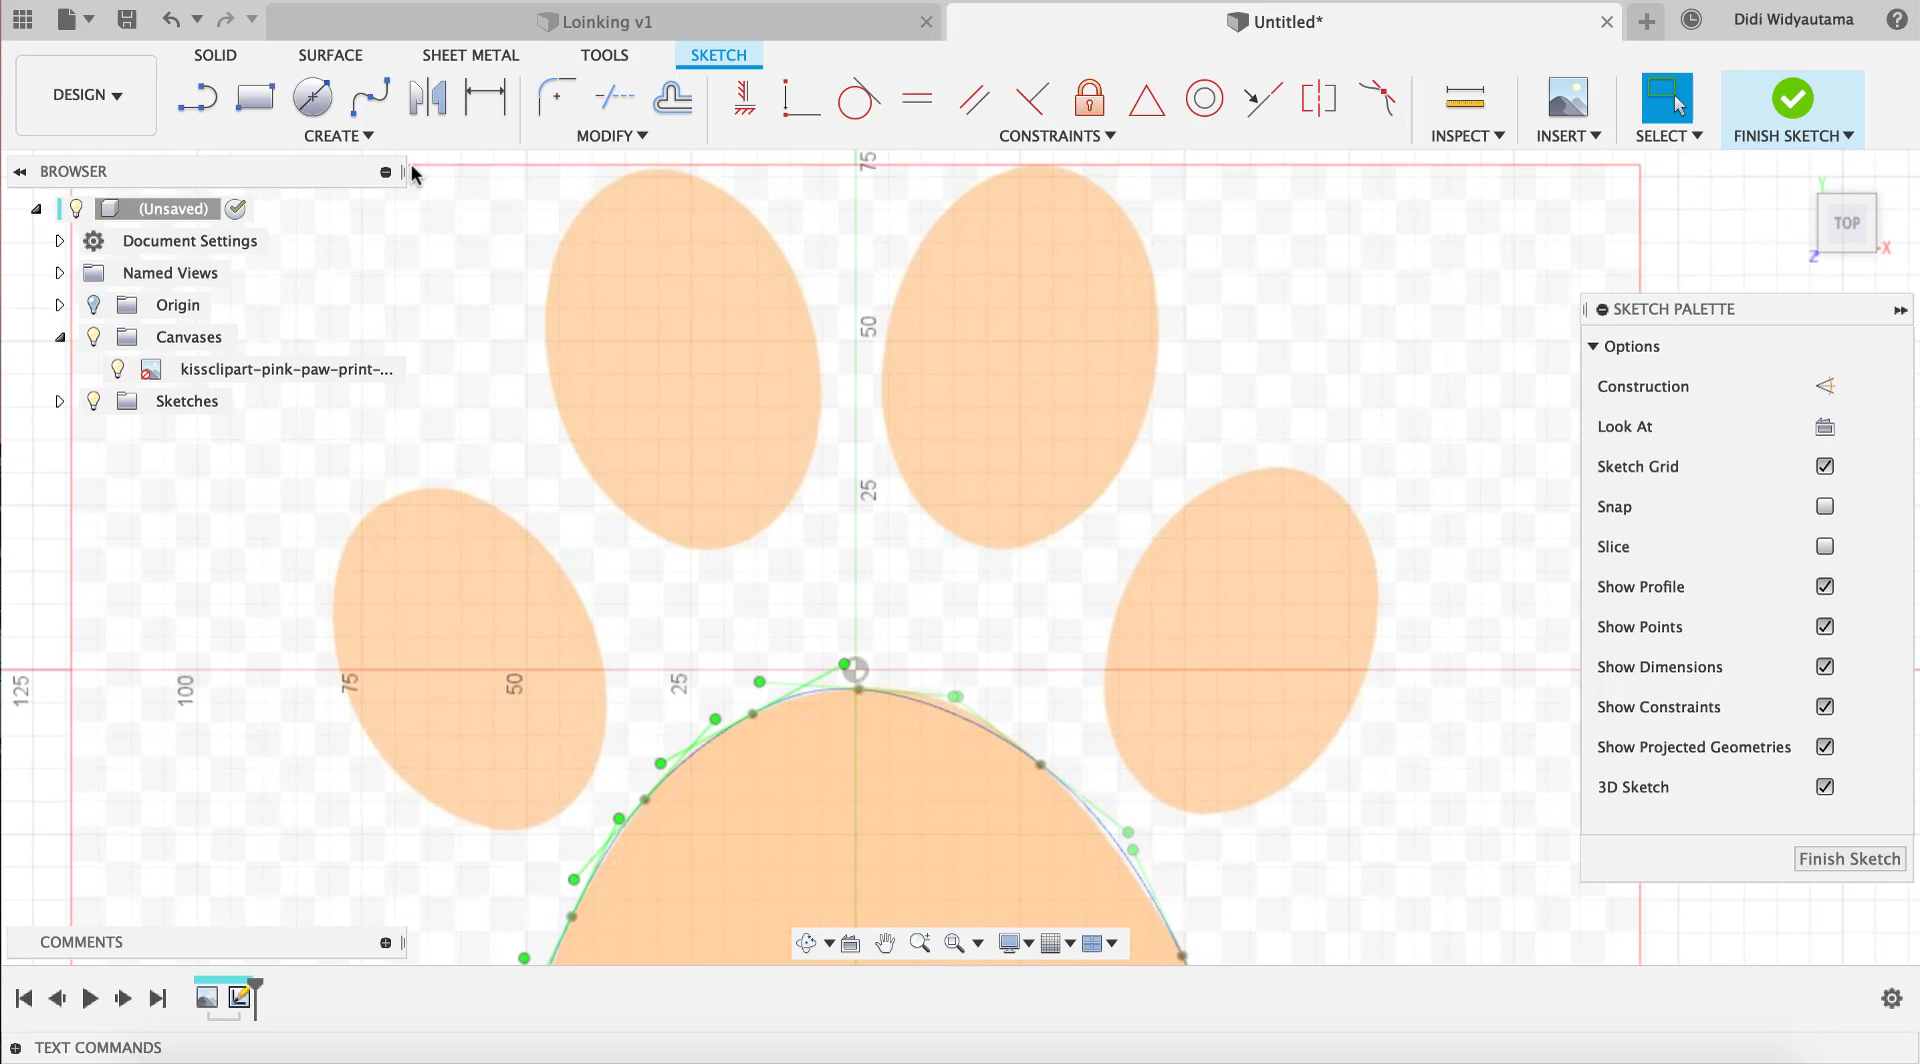 Loinking v1
Untitled*
Didi Widyautama
SOLID
SURFACE
SHEET METAL
TOOLS
SKETCH
DESIGN
CREATE
MODIFY
CONSTRAINTS
INSPECT
INSERT
SELECT
FINISH SKETCH
BROWSER
(Unsaved)
Document Settings
Named Views
Origin
Canvases
kissclipart-pink-paw-print-...
Sketches
75
50
25
125
100
75
50
25
TOP
Y
X
Z
SKETCH PALETTE
Options
Construction
Look At
Sketch Grid
Snap
Slice
Show Profile
Show Points
Show Dimensions
Show Constraints
Show Projected Geometries
3D Sketch
Finish Sketch
COMMENTS
TEXT COMMANDS